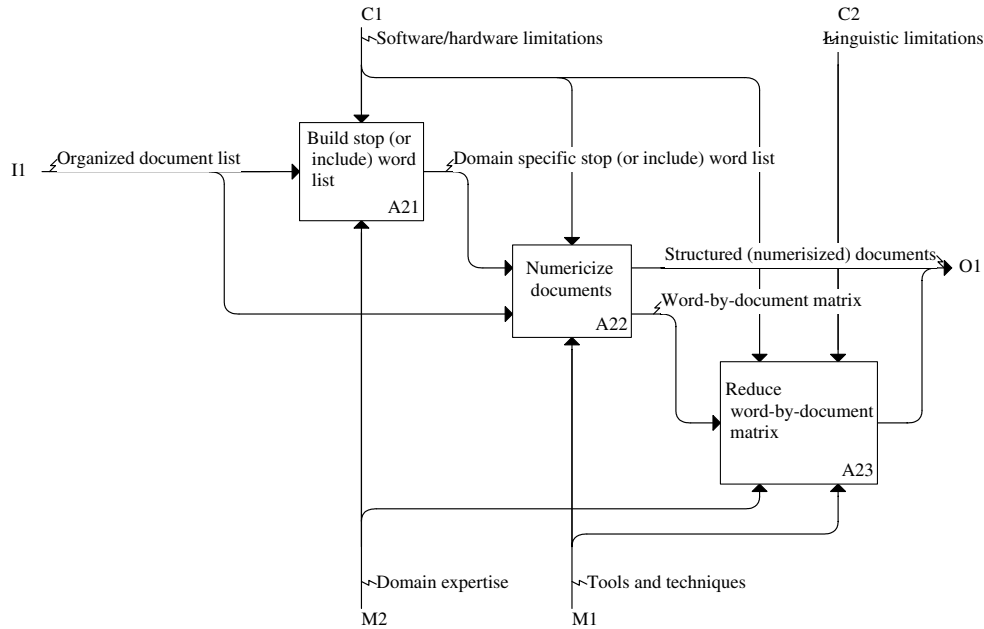 C1
C2
Software/hardware limitations
Linguistic limitations
Build stop (or
include) word
list
A21
I1
Organized document list
Domain specific stop (or include) word list
Numericize
documents
A22
Structured (numerisized) documents
O1
Word-by-document matrix
Reduce
word-by-document
matrix
A23
Domain expertise
Tools and techniques
M2
M1